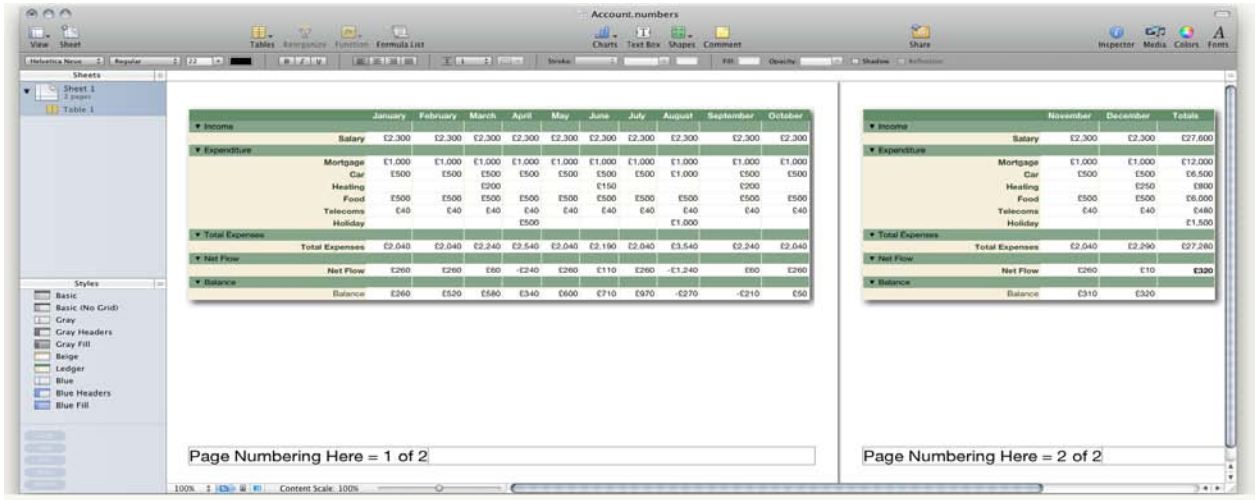 Account.numbers
View Sheet Tables Reorganize Function Formula List Charts Text Box Shapes Comment Share Inspector Media Colors Fonts
Helvetica Neue Regular 22 B I U 1 Stroke: Fill: Opacity: Shadow Reflection
Sheets
Sheet 1
2 pages
Table 1
January February March April May June July August September October
▼ Income
Salary £2,300 £2,300 £2,300 £2,300 £2,300 £2,300 £2,300 £2,300 £2,300 £2,300
▼ Expenditure
Mortgage £1,000 £1,000 £1,000 £1,000 £1,000 £1,000 £1,000 £1,000 £1,000 £1,000
Car £500 £500 £500 £500 £500 £500 £500 £1,000 £500 £500
Heating £200 £150 £200
Food £500 £500 £500 £500 £500 £500 £500 £500 £500 £500
Telecoms £40 £40 £40 £40 £40 £40 £40 £40 £40 £40
Holiday £500 £1,000
▼ Total Expenses
Total Expenses £2,040 £2,040 £2,240 £2,540 £2,040 £2,190 £2,040 £3,540 £2,240 £2,040
▼ Net Flow
Net Flow £260 £260 £60 -£240 £260 £110 £260 -£1,240 £60 £260
▼ Balance
Balance £260 £520 £580 £340 £600 £710 £970 -£270 -£210 £50
November December Totals
▼ Income
Salary £2,300 £2,300 £27,600
▼ Expenditure
Mortgage £1,000 £1,000 £12,000
Car £500 £500 £6,500
Heating £250 £800
Food £500 £500 £6,000
Telecoms £40 £40 £480
Holiday £1,500
▼ Total Expenses
Total Expenses £2,040 £2,290 £27,280
▼ Net Flow
Net Flow £260 £10 £320
▼ Balance
Balance £310 £320
Styles
Basic
Basic (No Grid)
Gray
Gray Headers
Gray Fill
Beige
Ledger
Blue
Blue Headers
Blue Fill
Page Numbering Here = 1 of 2
Page Numbering Here = 2 of 2
100% Content Scale: 100%